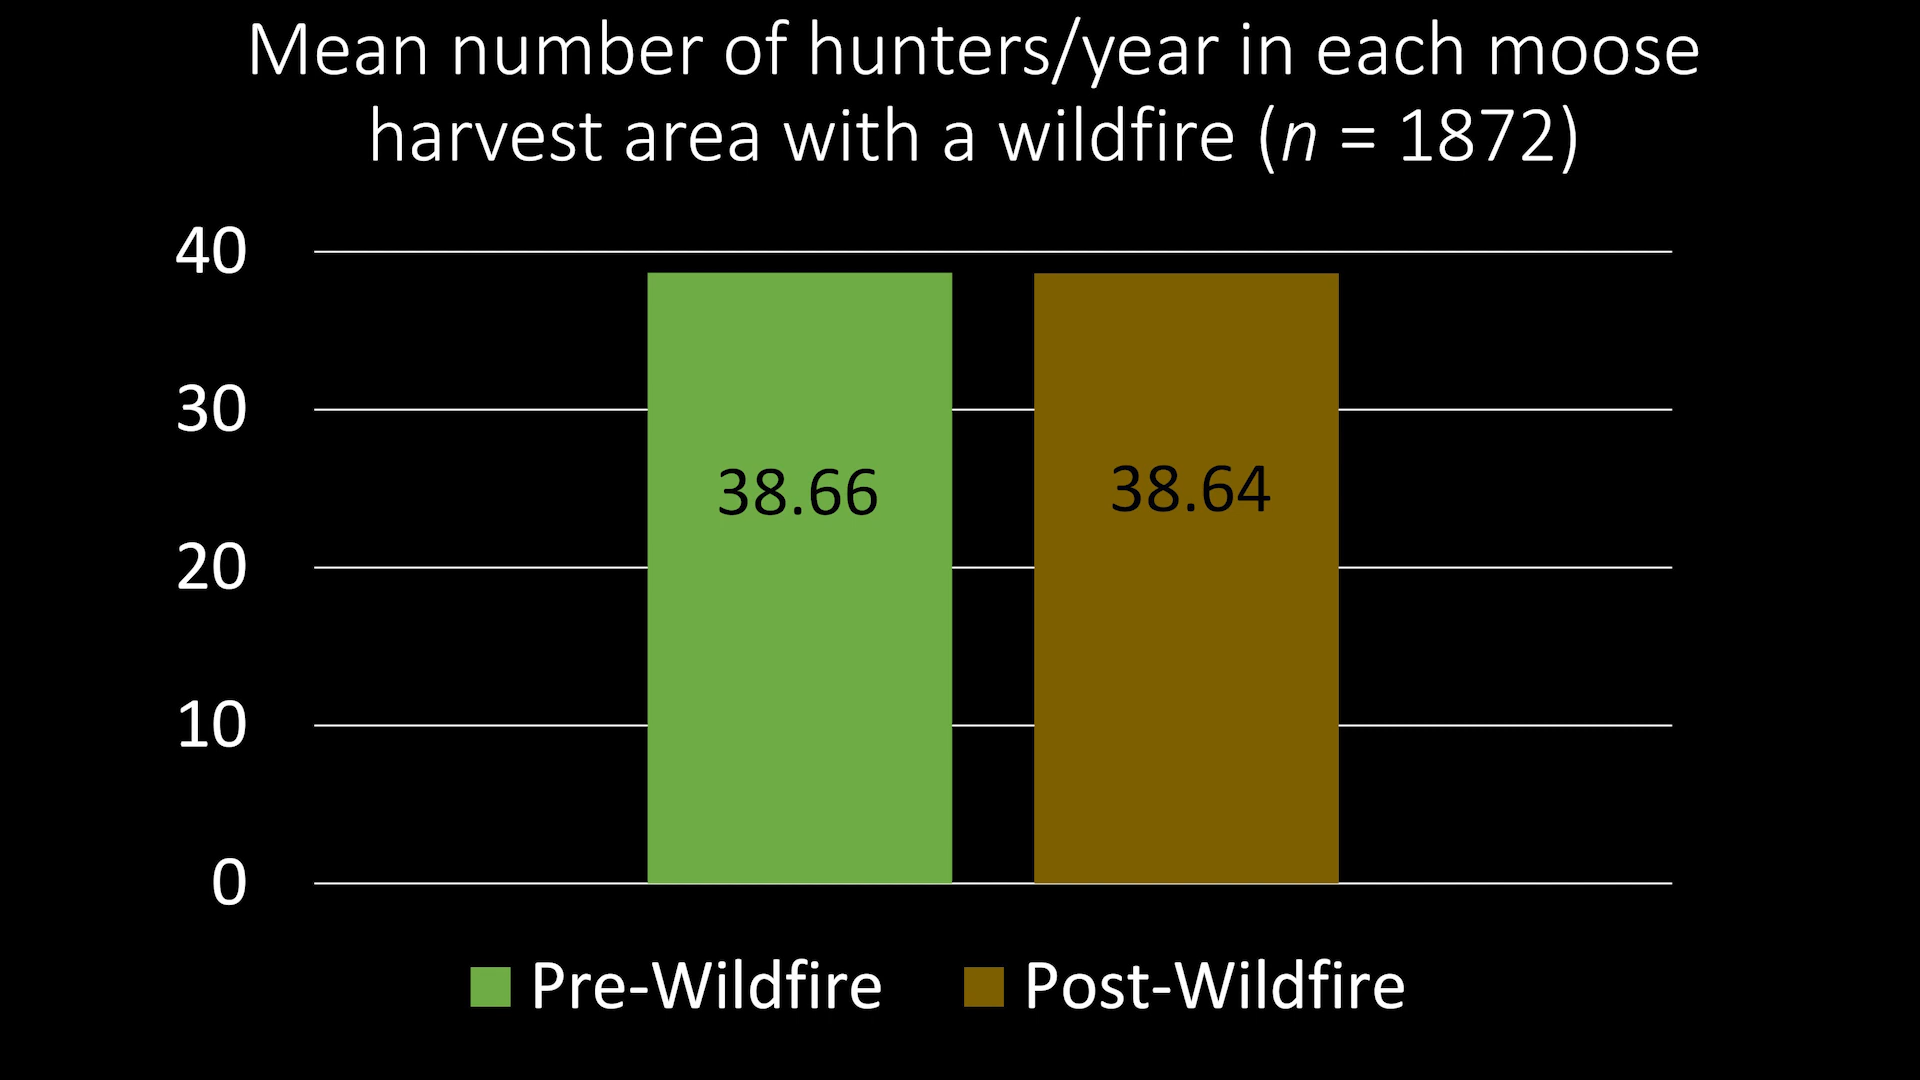 Mean number of hunters/year in each moose
harvest area with a wildfire (n = 1872)
40
30
20
10
0
38.66
38.64
Pre-Wildfire
Post-Wildfire